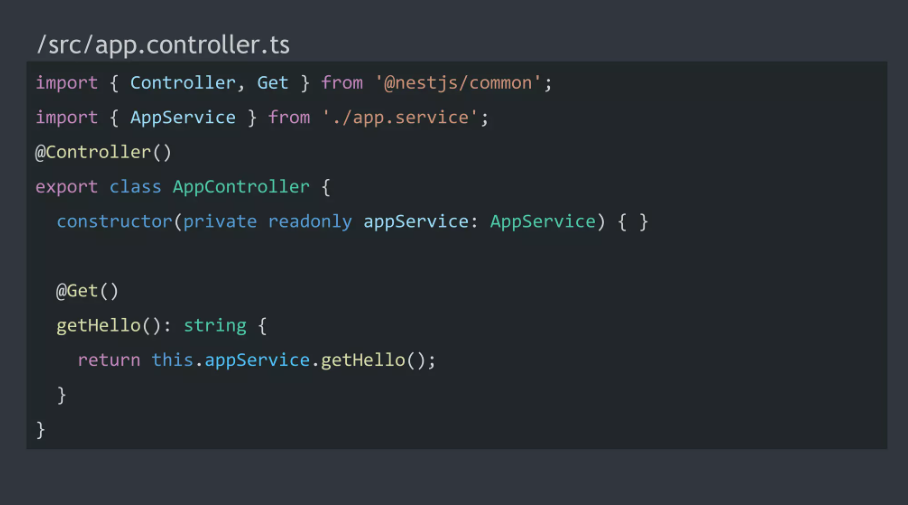 /src/app.controller.ts
import { Controller, Get } from '@nestjs/common';
import { AppService } from './app.service';
@Controller()
export class AppController {
  constructor(private readonly appService: AppService) { }
  @Get()
  getHello(): string {
    return this.appService.getHello();
  }
}